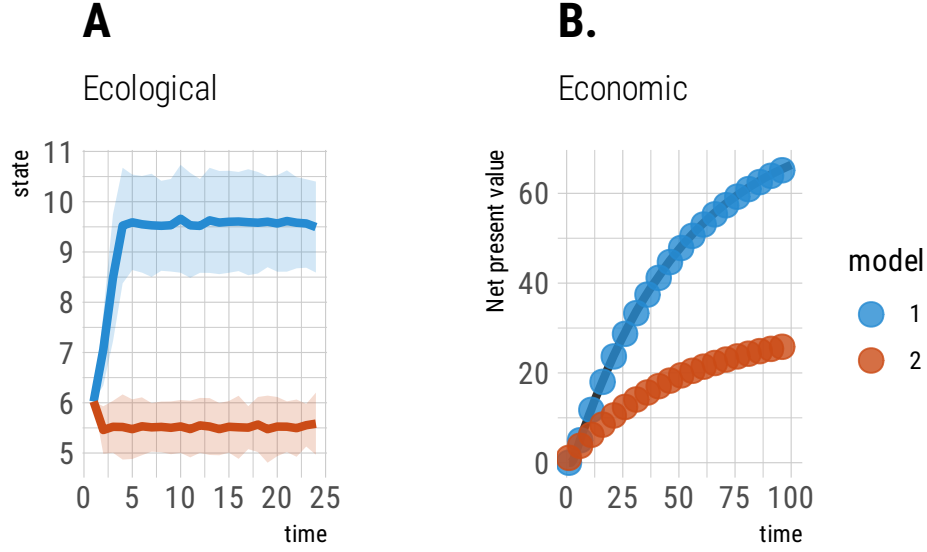 A
B.
Ecological
Economic
state
11
10
9
8
7
6
5
0 5 10 15 20 25
time
Net present value
60
40
20
0
0 25 50 75 100
time
model
1
2